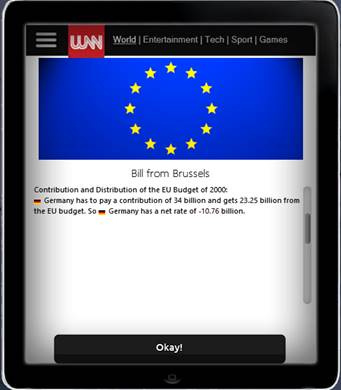 WNN
World | Entertainment | Tech | Sport | Games
Bill from Brussels
Contribution and Distribution of the EU Budget of 2000:
Germany has to pay a contribution of 34 billion and gets 23.25 billion from
the EU budget. So Germany has a net rate of -10.76 billion.
Okay!